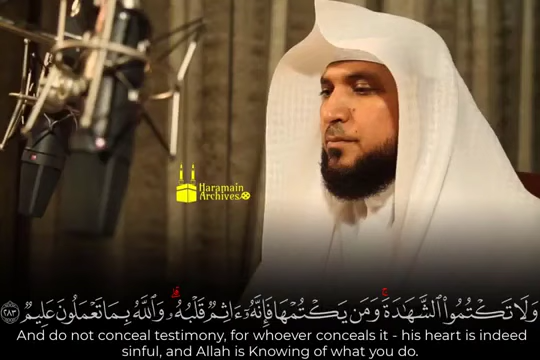 Haramain
Archives
وَلَا تَكْتُمُوا۟ ٱلشَّهَٰدَةَ ۚ وَمَن يَكْتُمْهَا فَإِنَّهُۥٓ ءَاثِمٌ قَلْبُهُۥ ۗ وَٱللَّهُ بِمَا تَعْمَلُونَ عَلِيمٌ ٢٨٣
And do not conceal testimony, for whoever conceals it - his heart is indeed
sinful, and Allah is Knowing of what you do.